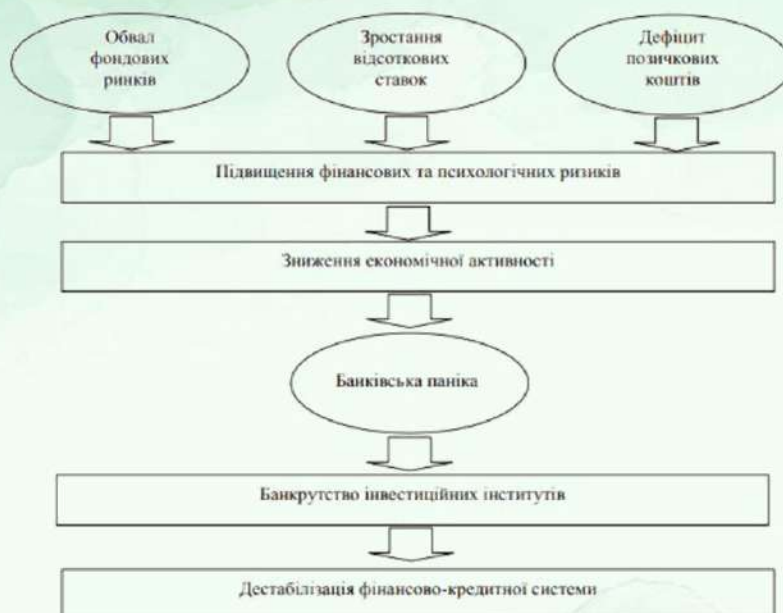 Обвал
фондових
ринків
Зростання
відсоткових
ставок
Дефіцит
позичкових
коштів
Підвищення фінансових та психологічних ризиків
Зниження економічної активності
Банківська паніка
Банкрутство інвестиційних інститутів
Дестабілізація фінансово-кредитної системи